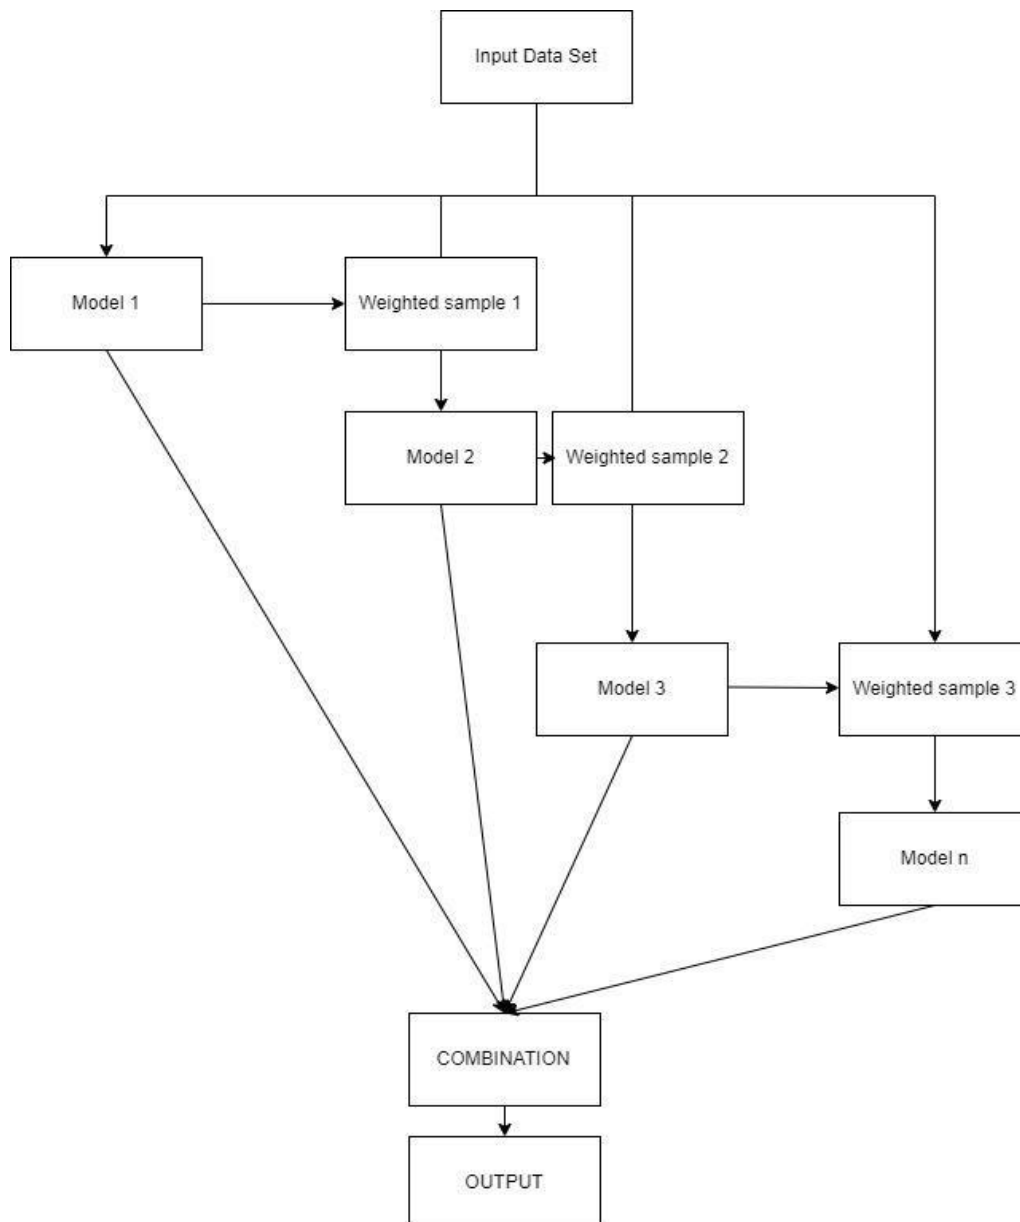 Input Data Set
Model 1
Weighted sample 1
Model 2
Weighted sample 2
Model 3
Weighted sample 3
Model n
COMBINATION
OUTPUT